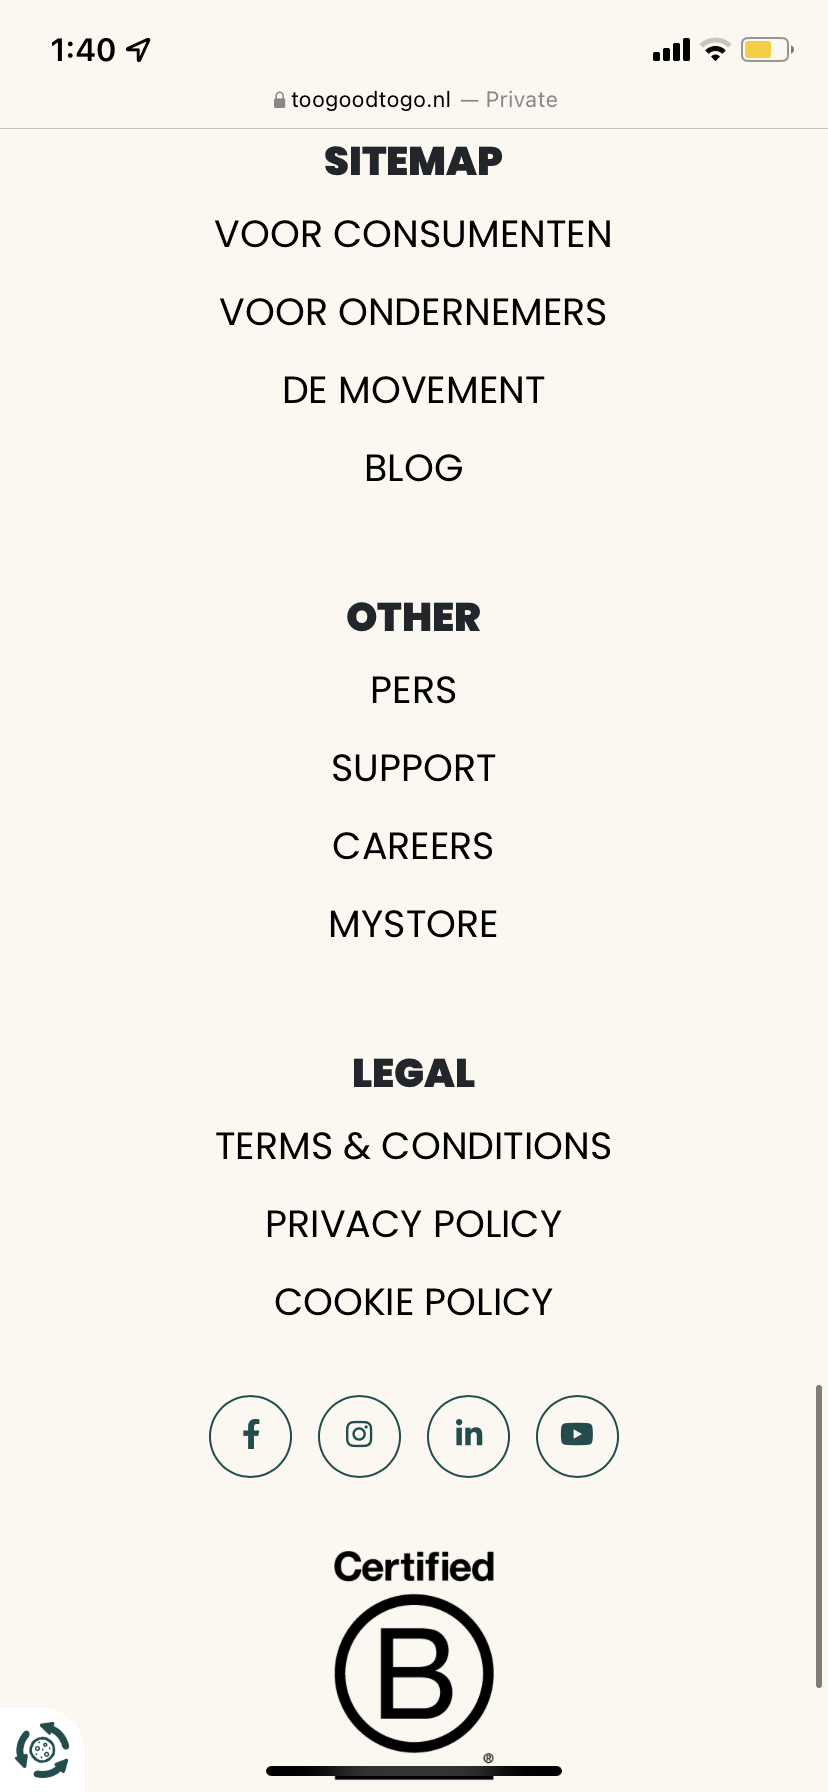 1:40
toogoodtogo.nl — Private
SITEMAP
VOOR CONSUMENTEN
VOOR ONDERNEMERS
DE MOVEMENT
BLOG
OTHER
PERS
SUPPORT
CAREERS
MYSTORE
LEGAL
TERMS & CONDITIONS
PRIVACY POLICY
COOKIE POLICY
Certified
B
®